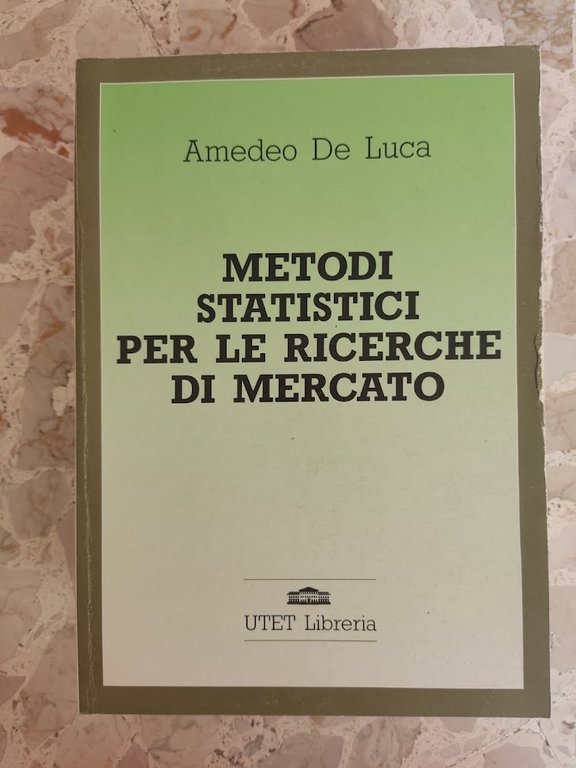 Amedeo De Luca
METODI
STATISTICI
PER LE RICERCHE
DI MERCATO
UTET Libreria